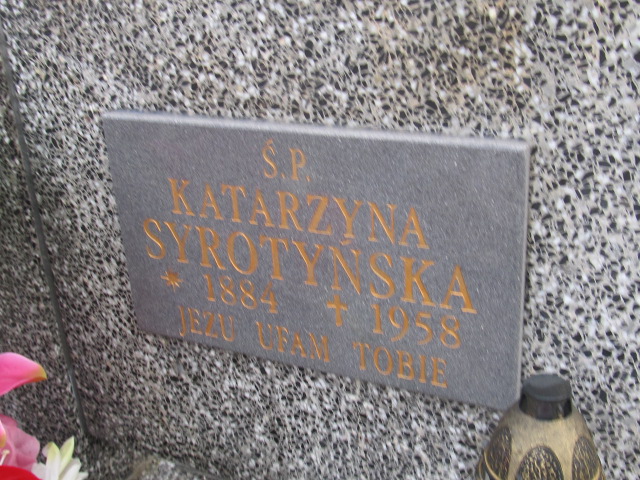 Ś.P.
KATARZYNA
SYROTYŃSKA
* 1884 ✝ 1958
JEZU UFAM TOBIE